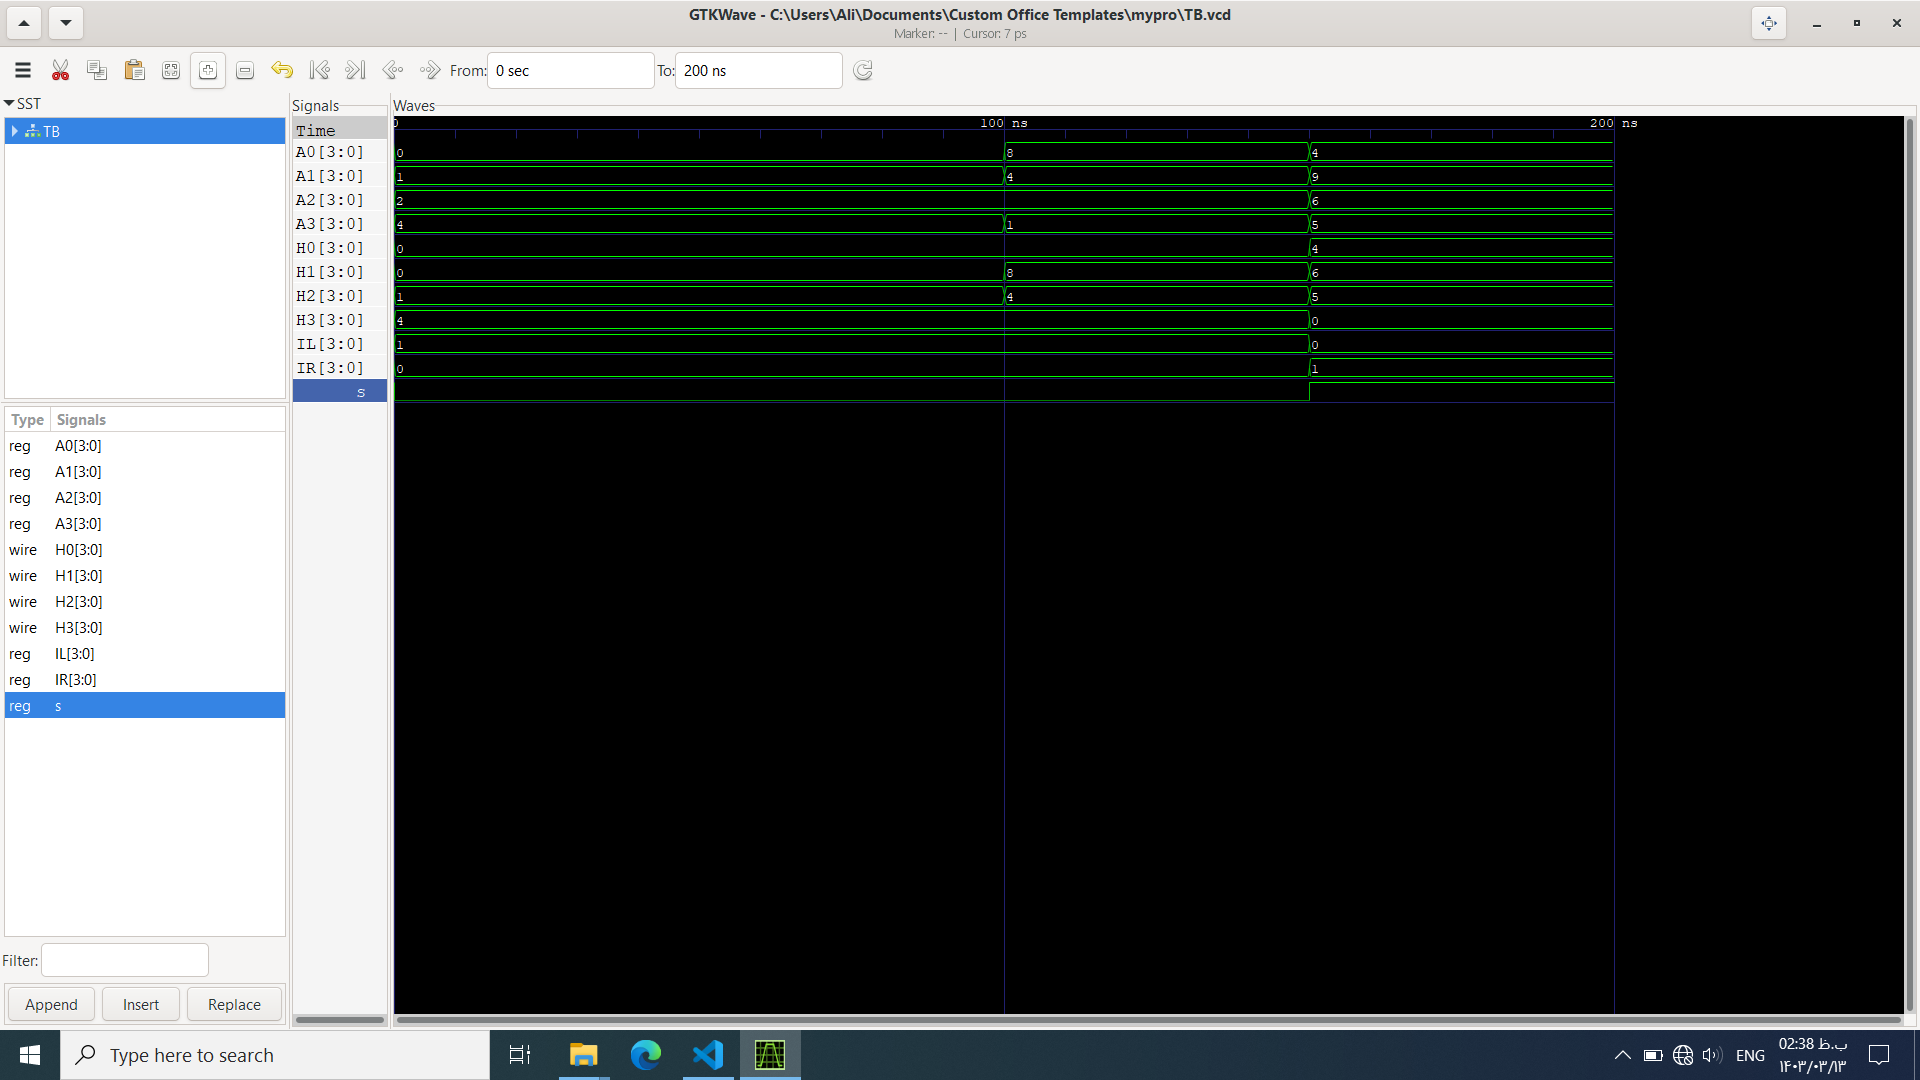 GTKWave - C:\Users\Ali\Documents\Custom Office Templates\mypro\TB.vcd
Marker: -- | Cursor: 7 ps
From: 0 sec To: 200 ns
SST
TB
Type Signals
reg A0[3:0]
reg A1[3:0]
reg A2[3:0]
reg A3[3:0]
wire H0[3:0]
wire H1[3:0]
wire H2[3:0]
wire H3[3:0]
reg IL[3:0]
reg IR[3:0]
reg s
Filter:
Append Insert Replace
Signals
Waves
Time 0 100 ns 200 ns
A0[3:0] 0 8 4
A1[3:0] 1 4 9
A2[3:0] 2 6
A3[3:0] 4 1 5
H0[3:0] 0 4
H1[3:0] 0 8 6
H2[3:0] 1 4 5
H3[3:0] 4 0
IL[3:0] 1 0
IR[3:0] 0 1
s
Type here to search
ENG
02:38 ب.ظ
۱۴۰۳/۰۳/۱۳